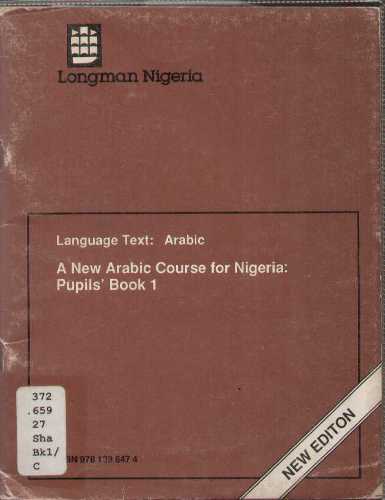 Longman Nigeria
Language Text: Arabic
A New Arabic Course for Nigeria:
Pupils' Book 1
372
.659
27
Sha
Bk1/
C
978 139 647 4
NEW EDITON